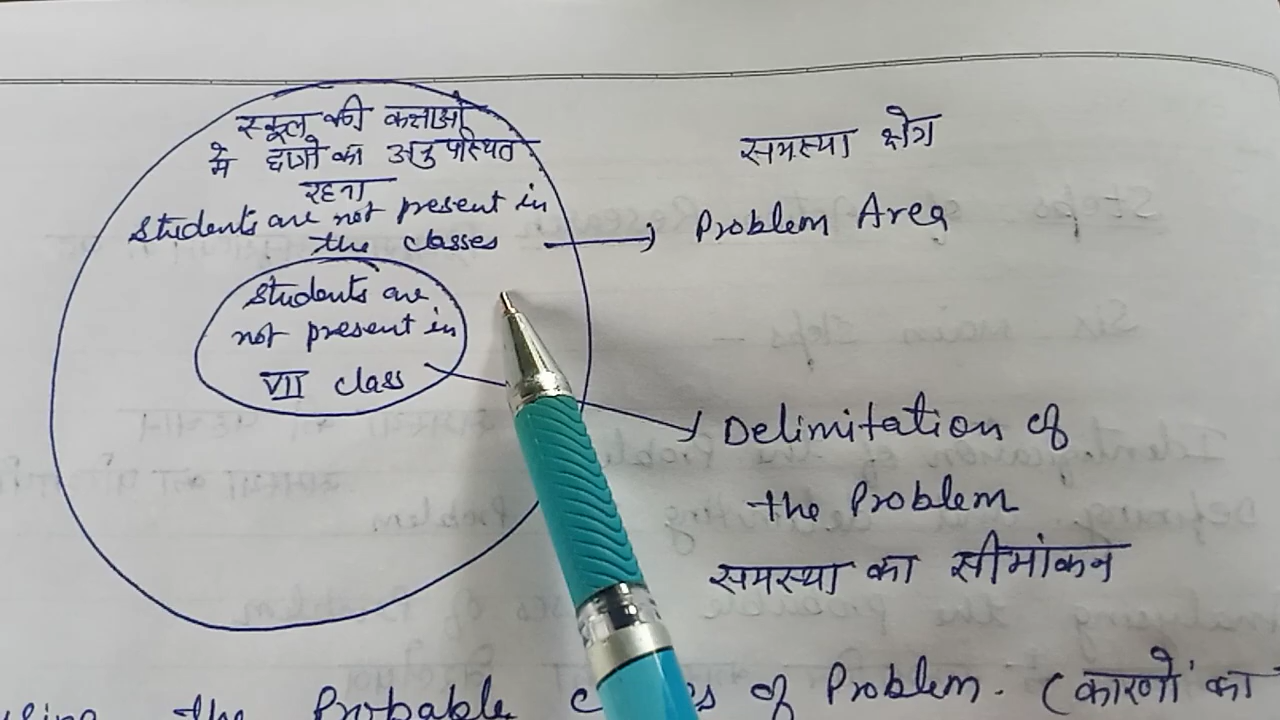 स्कूल की कक्षाओं
में छात्रों का अनुपस्थित
रहना
Students are not present in
the classes
समस्या क्षेत्र
Problem Area
Students are
not present in
VII class
Delimitation of
the Problem
समस्या का सीमांकन
the Probable of Problem. (कारणों का